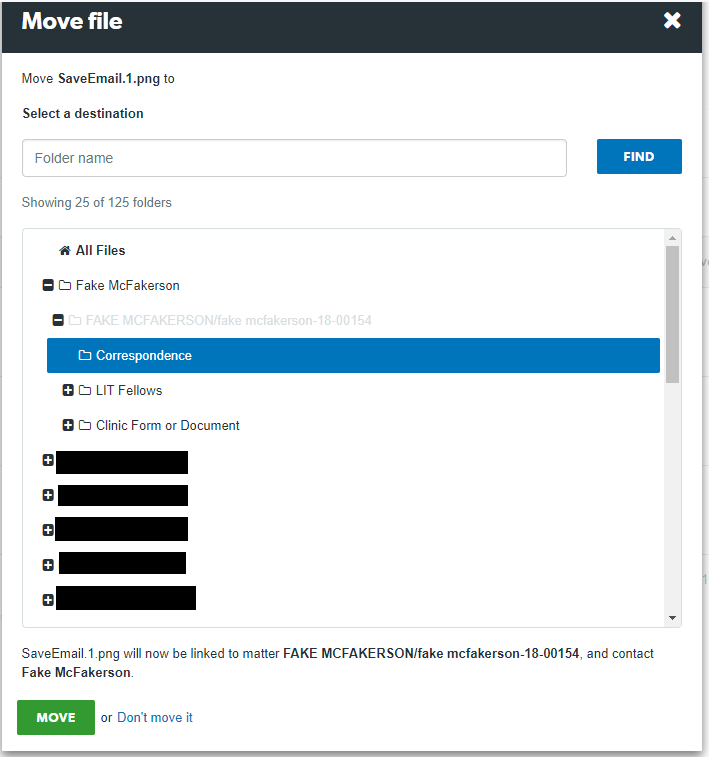 Move file
Move SaveEmail.1.png to
Select a destination
Folder name
FIND
Showing 25 of 125 folders
All Files
Fake McFakerson
FAKE MCFAKERSON/fake mcfakerson-18-00154
Correspondence
LIT Fellows
Clinic Form or Document
SaveEmail.1.png will now be linked to matter FAKE MCFAKERSON/fake mcfakerson-18-00154, and contact
Fake McFakerson.
MOVE or Don't move it